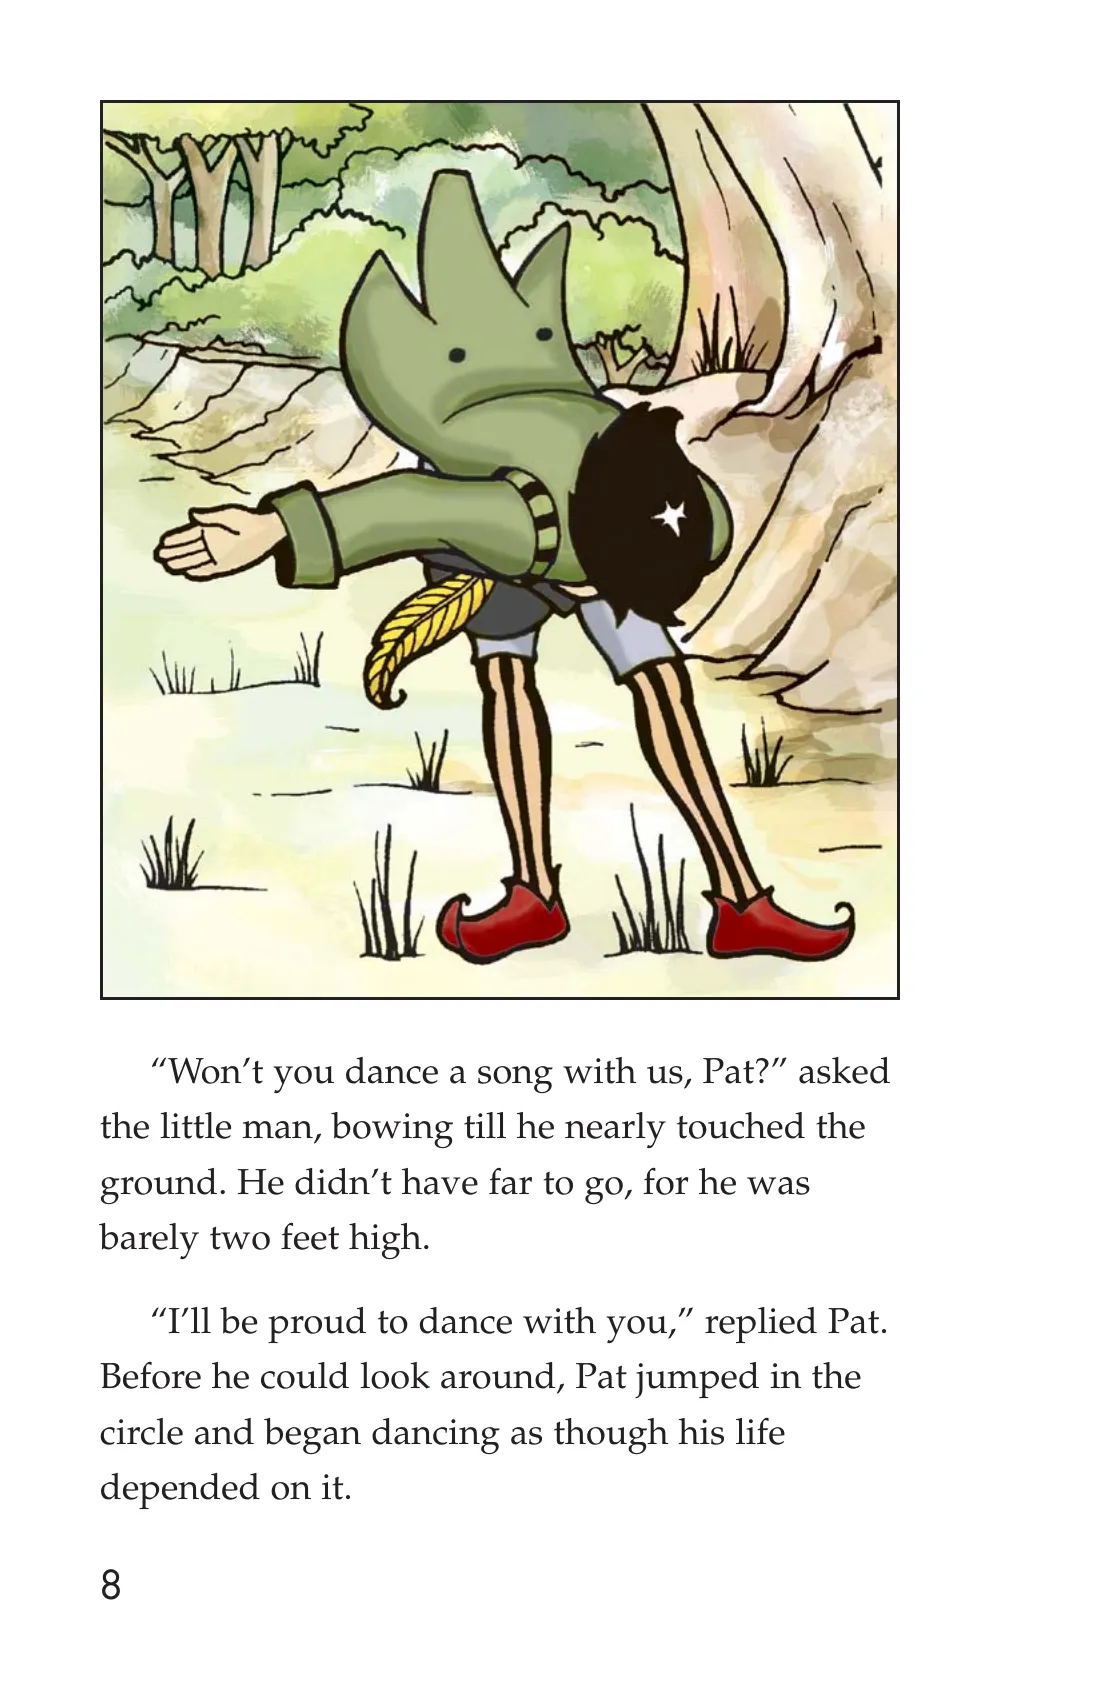 “Won’t you dance a song with us, Pat?” asked
the little man, bowing till he nearly touched the
ground. He didn’t have far to go, for he was
barely two feet high.
“I’ll be proud to dance with you,” replied Pat.
Before he could look around, Pat jumped in the
circle and began dancing as though his life
depended on it.
8